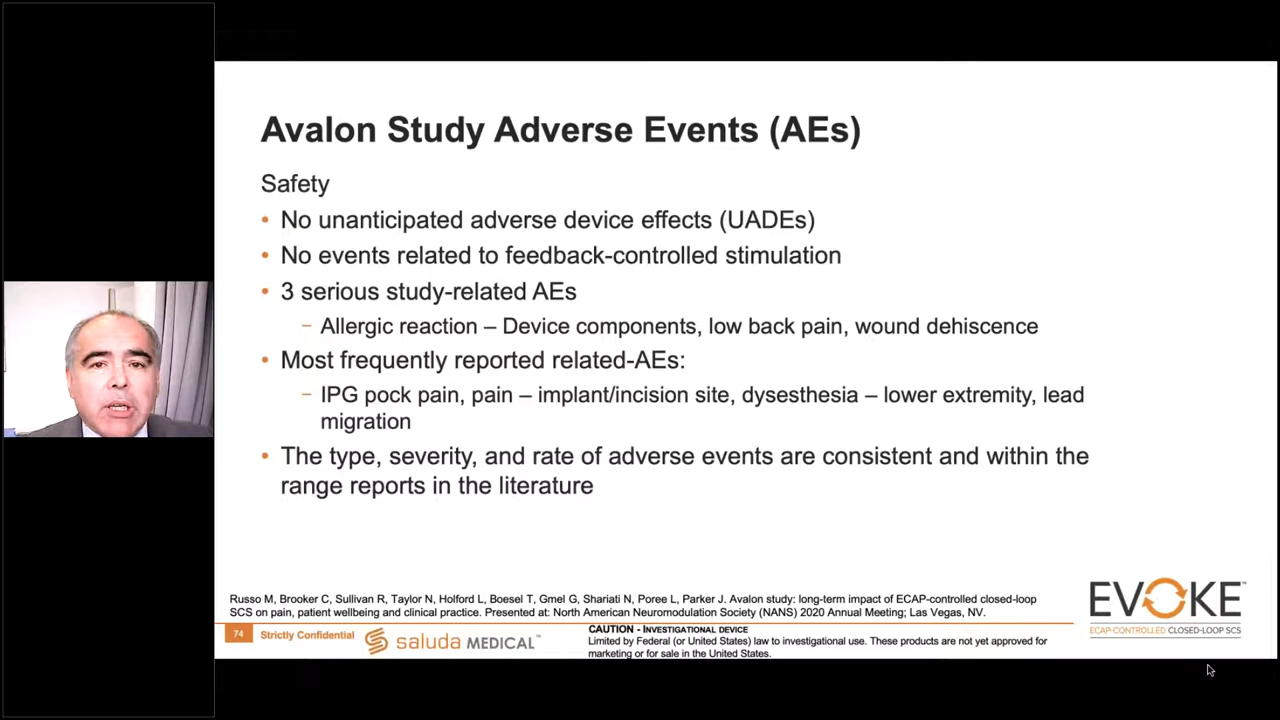 Avalon Study Adverse Events (AEs)
Safety
• No unanticipated adverse device effects (UADEs)
• No events related to feedback-controlled stimulation
• 3 serious study-related AEs
− Allergic reaction – Device components, low back pain, wound dehiscence
• Most frequently reported related-AEs:
− IPG pock pain, pain – implant/incision site, dysesthesia – lower extremity, lead
migration
• The type, severity, and rate of adverse events are consistent and within the
range reports in the literature
Russo M, Brooker C, Sullivan R, Taylor N, Holford L, Boesel T, Gmel G, Shariati N, Poree L, Parker J. Avalon study: long-term impact of ECAP-controlled closed-loop
SCS on pain, patient wellbeing and clinical practice. Presented at: North American Neuromodulation Society (NANS) 2020 Annual Meeting; Las Vegas, NV.
EVOKE™
ECAP-CONTROLLED CLOSED-LOOP SCS
74 Strictly Confidential
saluda MEDICAL™
CAUTION - INVESTIGATIONAL DEVICE
Limited by Federal (or United States) law to investigational use. These products are not yet approved for
marketing or for sale in the United States.